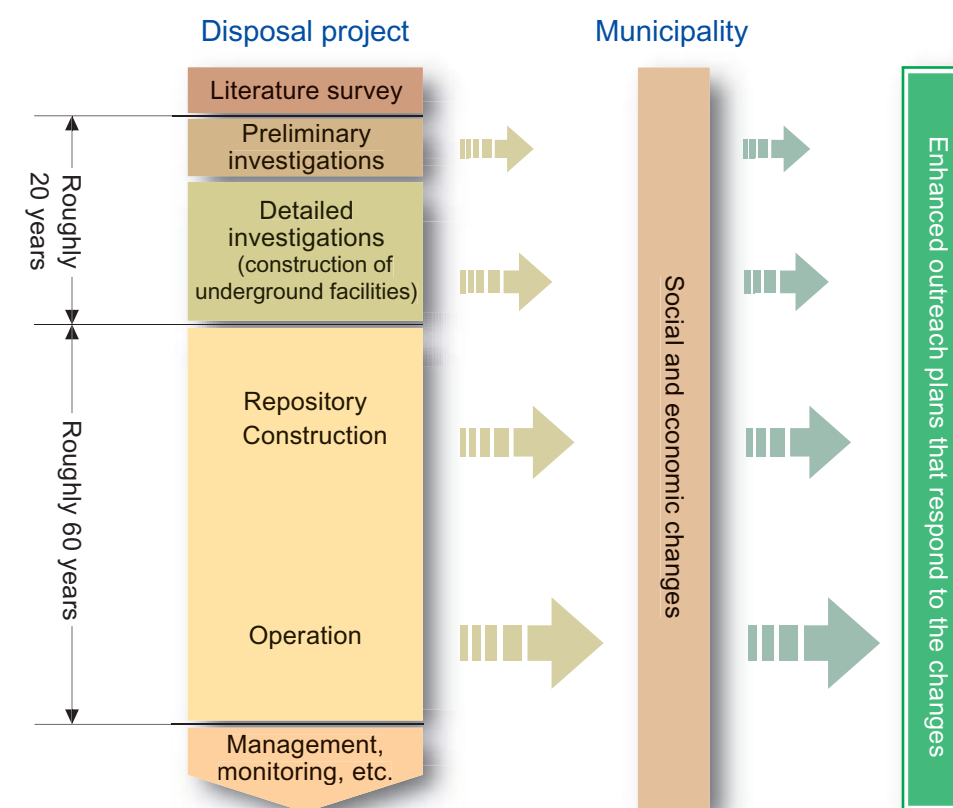 Disposal project
Municipality
Literature survey
Preliminary
investigations
Detailed
investigations
(construction of
underground facilities)
Roughly
20 years
Repository
Construction
Operation
Roughly 60 years
Management,
monitoring, etc.
Social and economic changes
Enhanced outreach plans that respond to the changes